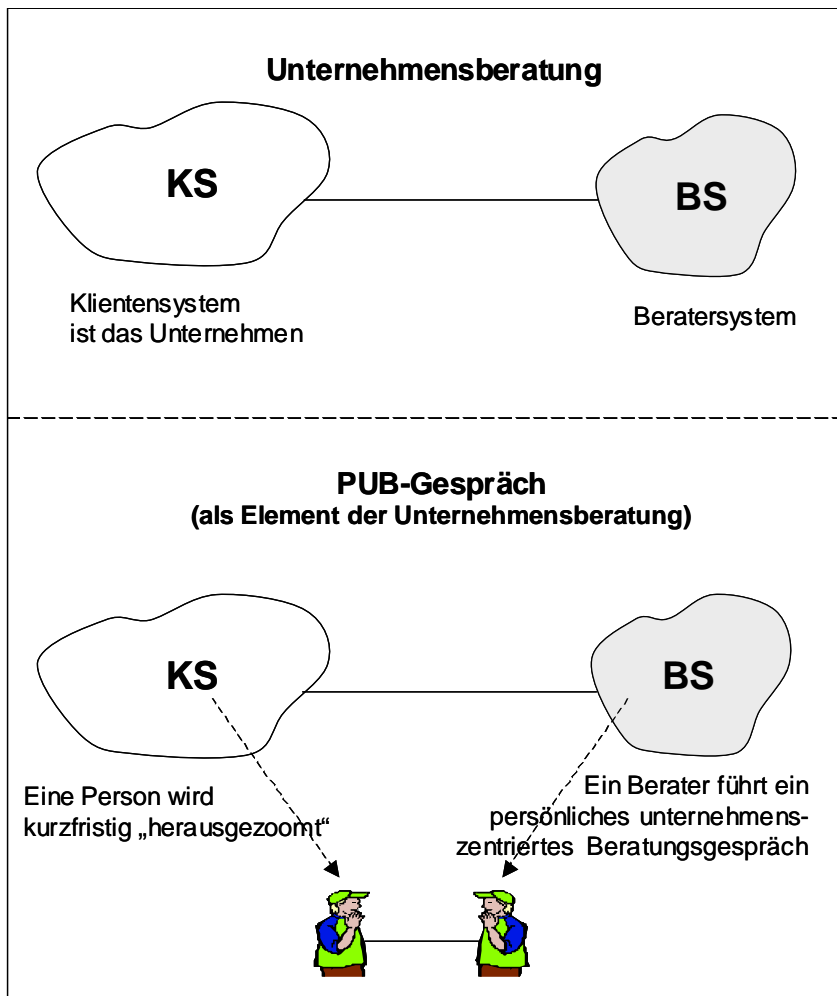 Unternehmensberatung
KS
BS
Klientensystem
ist das Unternehmen
Beratersystem
PUB-Gespräch
(als Element der Unternehmensberatung)
KS
BS
Eine Person wird
kurzfristig „herausgezoomt“
Ein Berater führt ein
persönliches unternehmens-
zentriertes Beratungsgespräch